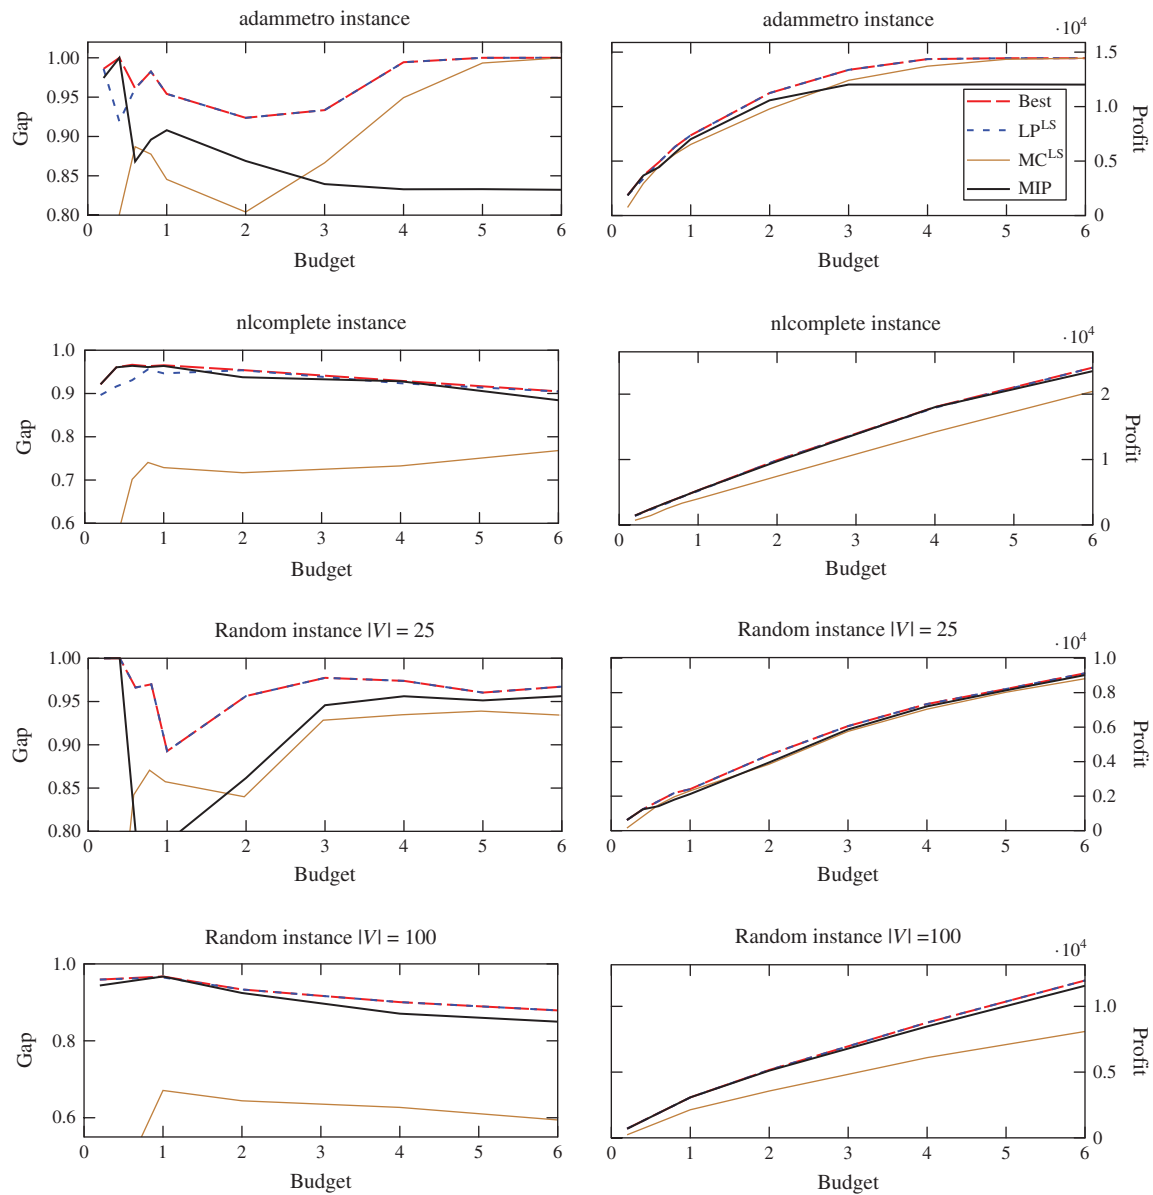 adammetro instance
1.00
0.95
0.90
0.85
0.80
Gap
0 1 2 3 4 5 6
Budget
adammetro instance
·10⁴
1.5
1.0
0.5
0
Profit
Best
LP^LS
MC^LS
MIP
0 1 2 3 4 5 6
Budget
nlcomplete instance
1.0
0.9
0.8
0.7
0.6
Gap
0 1 2 3 4 5 6
Budget
nlcomplete instance
·10⁴
2
1
0
Profit
0 1 2 3 4 5 6
Budget
Random instance |V| = 25
1.00
0.95
0.90
0.85
0.80
Gap
0 1 2 3 4 5 6
Budget
Random instance |V| = 25
·10⁴
1.0
0.8
0.6
0.4
0.2
0
Profit
0 1 2 3 4 5 6
Budget
Random instance |V| = 100
1.0
0.8
0.6
Gap
0 1 2 3 4 5 6
Budget
Random instance |V| =100
·10⁴
1.0
0.5
0
Profit
0 1 2 3 4 5 6
Budget